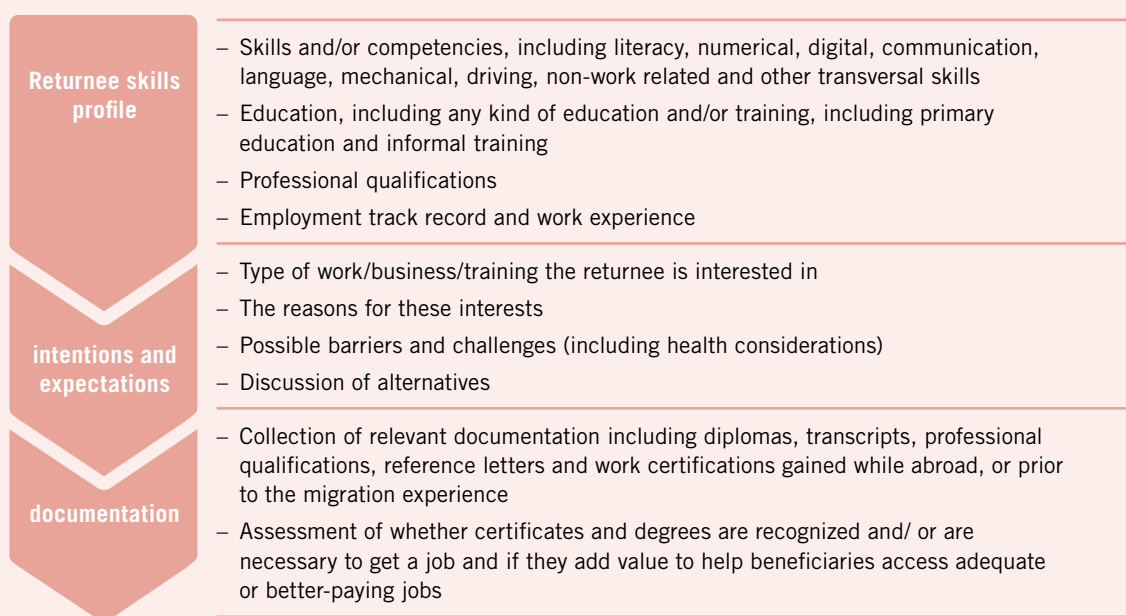 Returnee skills
profile
– Skills and/or competencies, including literacy, numerical, digital, communication,
language, mechanical, driving, non-work related and other transversal skills
– Education, including any kind of education and/or training, including primary
education and informal training
– Professional qualifications
– Employment track record and work experience
intentions and
expectations
– Type of work/business/training the returnee is interested in
– The reasons for these interests
– Possible barriers and challenges (including health considerations)
– Discussion of alternatives
documentation
– Collection of relevant documentation including diplomas, transcripts, professional
qualifications, reference letters and work certifications gained while abroad, or prior
to the migration experience
– Assessment of whether certificates and degrees are recognized and/ or are
necessary to get a job and if they add value to help beneficiaries access adequate
or better-paying jobs